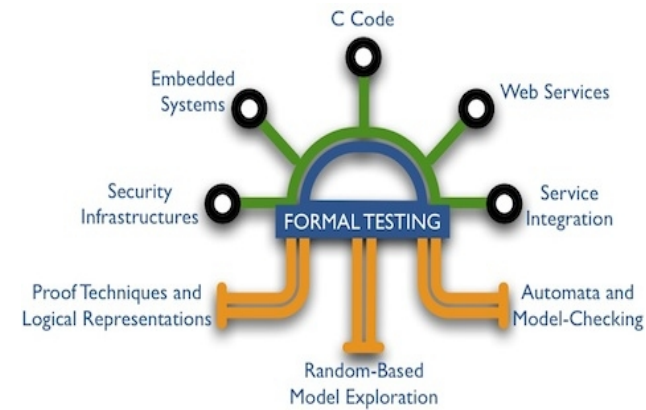 C Code
Embedded
Systems
Web Services
Security
Infrastructures
Service
Integration
FORMAL TESTING
Proof Techniques and
Logical Representations
Automata and
Model-Checking
Random-Based
Model Exploration